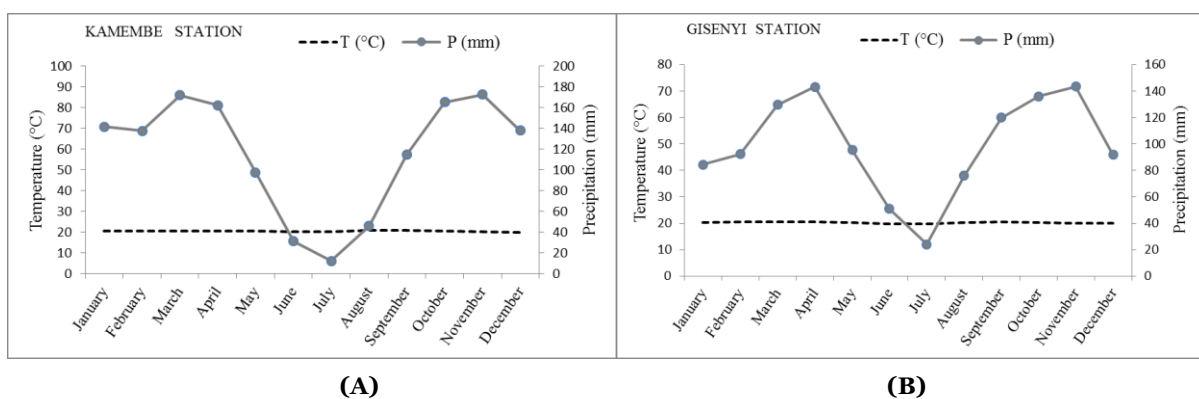 KAMEMBE STATION
T (°C) P (mm)
100
90
80
70
60
50
40
30
20
10
0
Temperature (°C)
200
180
160
140
120
100
80
60
40
20
0
Precipitation (mm)
January
February
March
April
May
June
July
August
September
October
November
December
(A)
GISENYI STATION
T (°C) P (mm)
80
70
60
50
40
30
20
10
0
Temperature (°C)
160
140
120
100
80
60
40
20
0
Precipitation (mm)
January
February
March
April
May
June
July
August
September
October
November
December
(B)